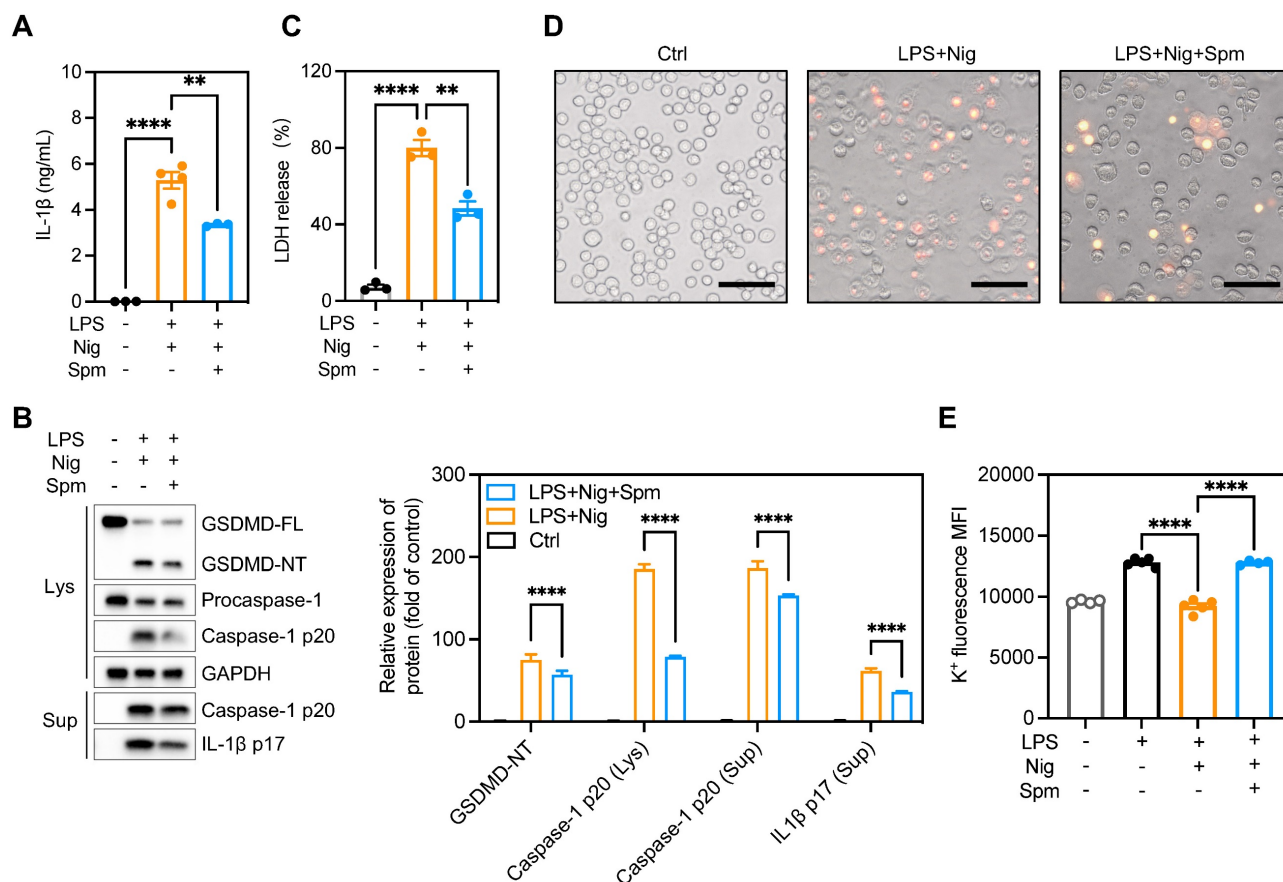 A
IL-1β (ng/mL)
10
8
6
4
2
0
****
**
LPS - + +
Nig - + +
Spm - - +
C
LDH release (%)
120
80
40
0
****
**
LPS - + +
Nig - + +
Spm - - +
D
Ctrl
LPS+Nig
LPS+Nig+Spm
B
LPS - + +
Nig - + +
Spm - - +
Lys
GSDMD-FL
GSDMD-NT
Procaspase-1
Caspase-1 p20
GAPDH
Sup
Caspase-1 p20
IL-1β p17
Relative expression of
protein (fold of control)
300
200
100
0
LPS+Nig+Spm
LPS+Nig
Ctrl
****
****
****
****
GSDMD-NT
Caspase-1 p20 (Lys)
Caspase-1 p20 (Sup)
IL1β p17 (Sup)
E
K⁺ fluorescence MFI
20000
15000
10000
5000
0
****
****
LPS - + + +
Nig - - + +
Spm - - - +